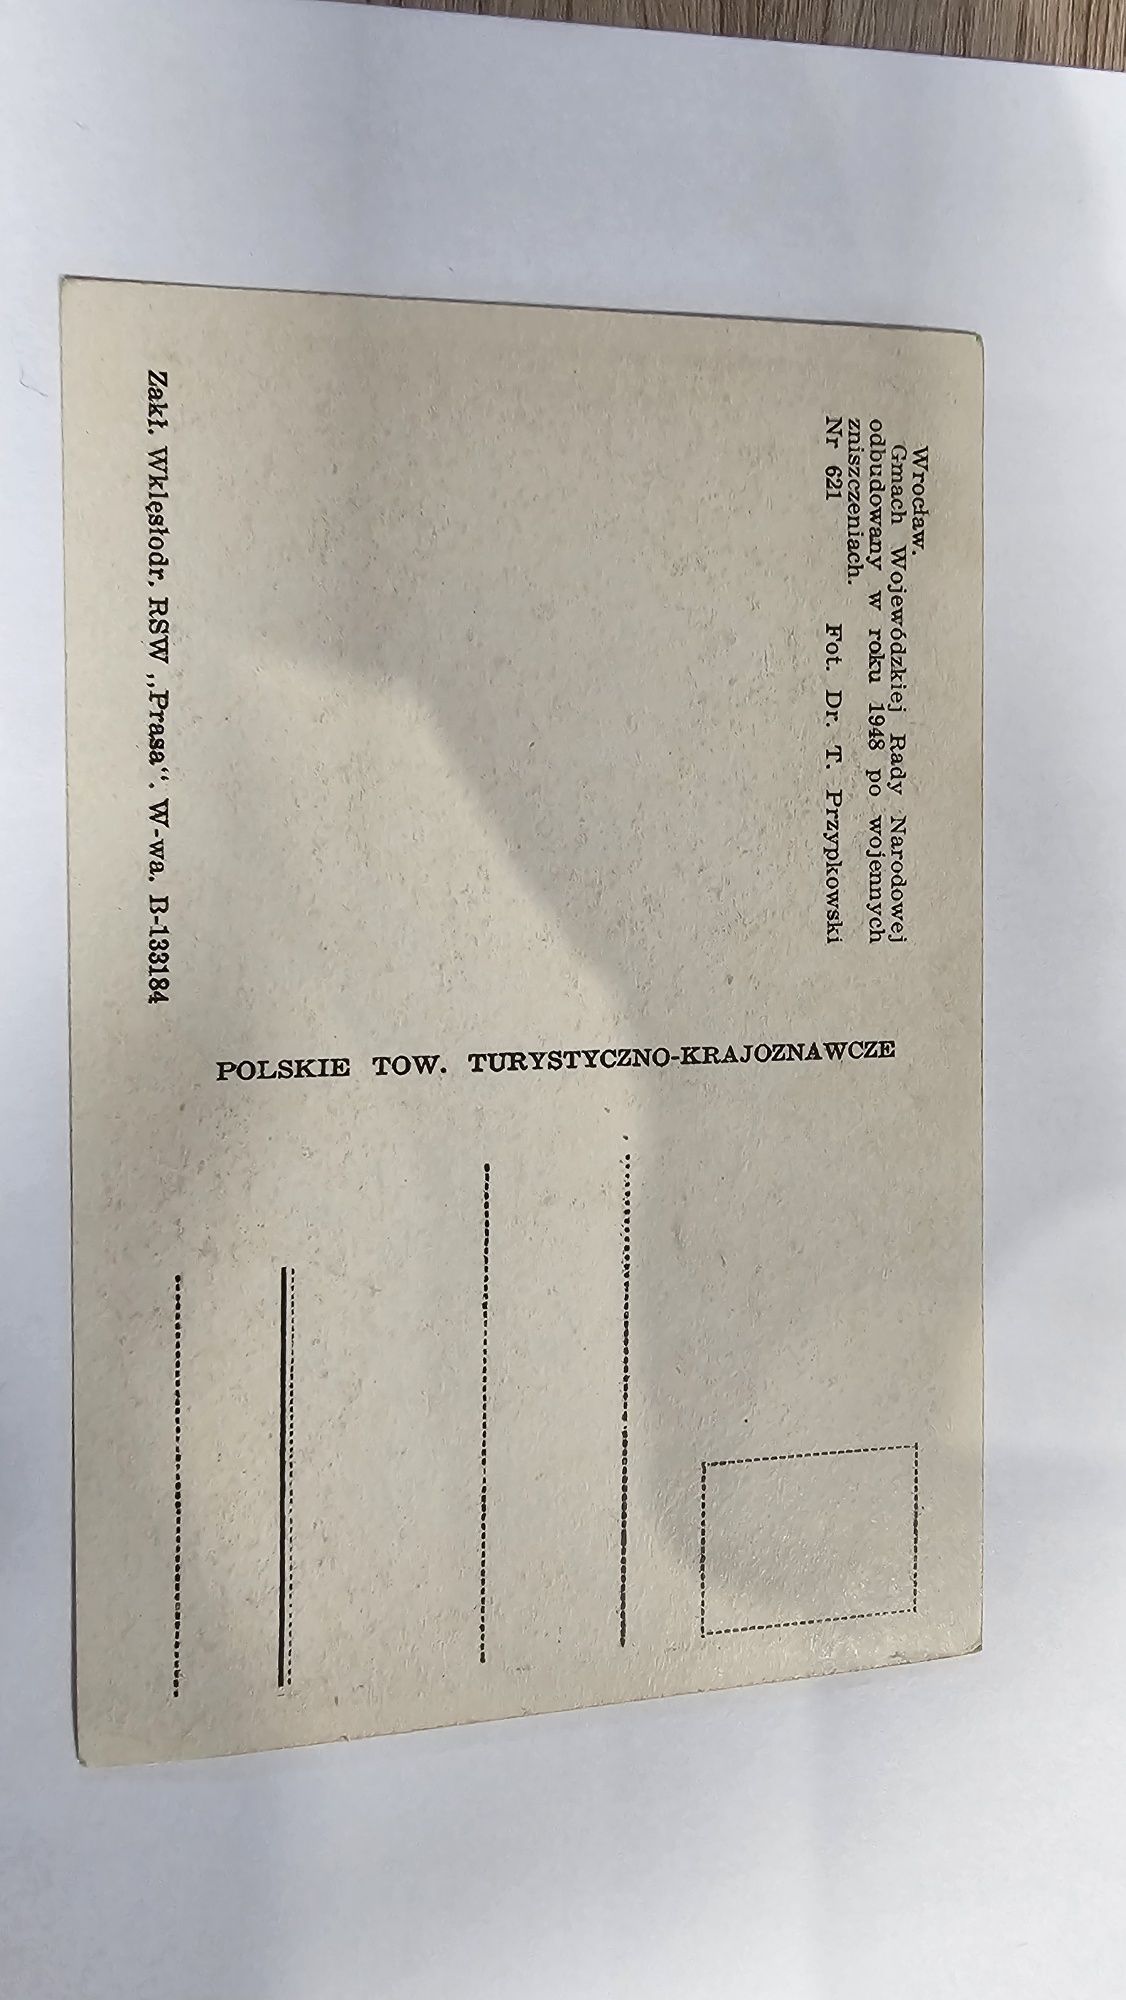 Wrocław.
Gmach Wojewódzkiej Rady Narodowej
odbudowany w roku 1948 po wojennych
zniszczeniach.
Nr 621 Fot. Dr. T. Przypkowski
Zakł. Wklęsłodr. RSW „Prasa“. W-wa. B-133184
POLSKIE TOW. TURYSTYCZNO-KRAJOZNAWCZE